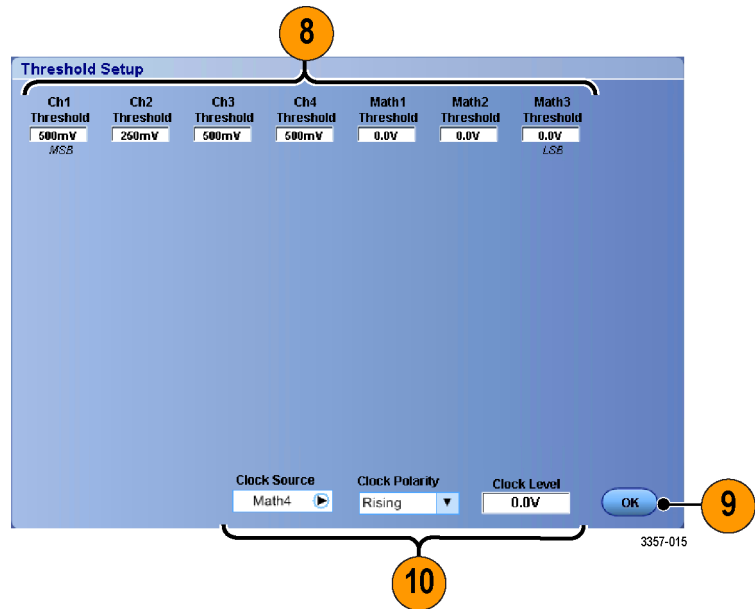 8
Threshold Setup
Ch1 Threshold
Ch2 Threshold
Ch3 Threshold
Ch4 Threshold
Math1 Threshold
Math2 Threshold
Math3 Threshold
500mV
250mV
500mV
500mV
0.0V
0.0V
0.0V
MSB
LSB
Clock Source
Clock Polarity
Clock Level
Math4
Rising
0.0V
OK
9
3357-015
10